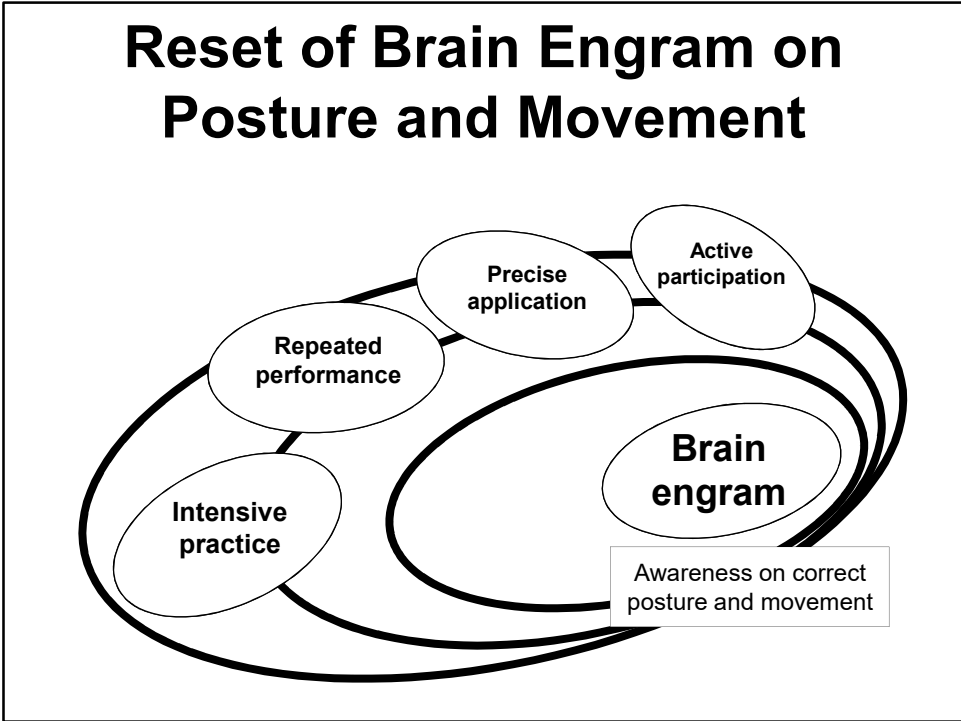 Reset of Brain Engram on
Posture and Movement
Active
participation
Precise
application
Repeated
performance
Intensive
practice
Brain
engram
Awareness on correct
posture and movement